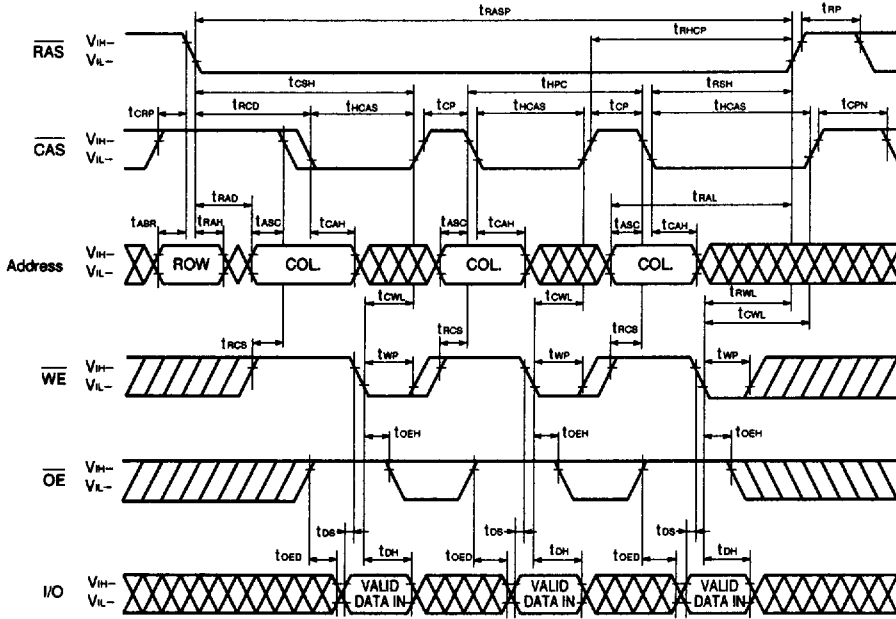 tRASP tRP
tRHCP
RAS VIH–
VIL–
tCSH tHPC tRSH
tCRP tRCD tHCAS tCP tHCAS tCP tHCAS tCPN
CAS VIH–
VIL–
tRAD tRAL
tASR tRAH tASC tCAH tASC tCAH tASC tCAH
Address VIH–
VIL–
ROW COL. COL. COL.
tCWL tCWL tRWL
tCWL
tRCS tRCS tRCS
WE VIH–
VIL–
tWP tWP tWP
tOEH tOEH tOEH
OE VIH–
VIL–
tDS tDS tDS
tOED tDH tOED tDH tOED tDH
I/O VIH–
VIL–
VALID DATA IN
VALID DATA IN
VALID DATA IN